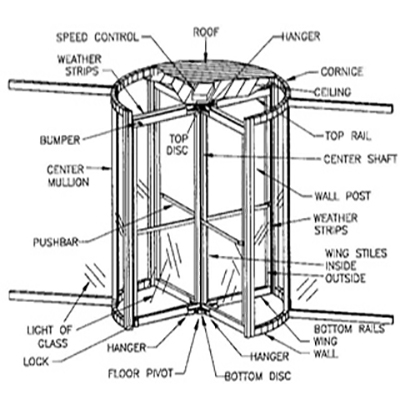 ROOF
SPEED CONTROL
HANGER
WEATHER
STRIPS
CORNICE
CEILING
BUMPER
TOP
DISC
TOP RAIL
CENTER
MULLION
CENTER SHAFT
WALL POST
WEATHER
STRIPS
PUSHBAR
WING STILES
INSIDE
OUTSIDE
LIGHT OF
GLASS
BOTTOM RAILS
WING
WALL
LOCK
HANGER
HANGER
FLOOR PIVOT
BOTTOM DISC